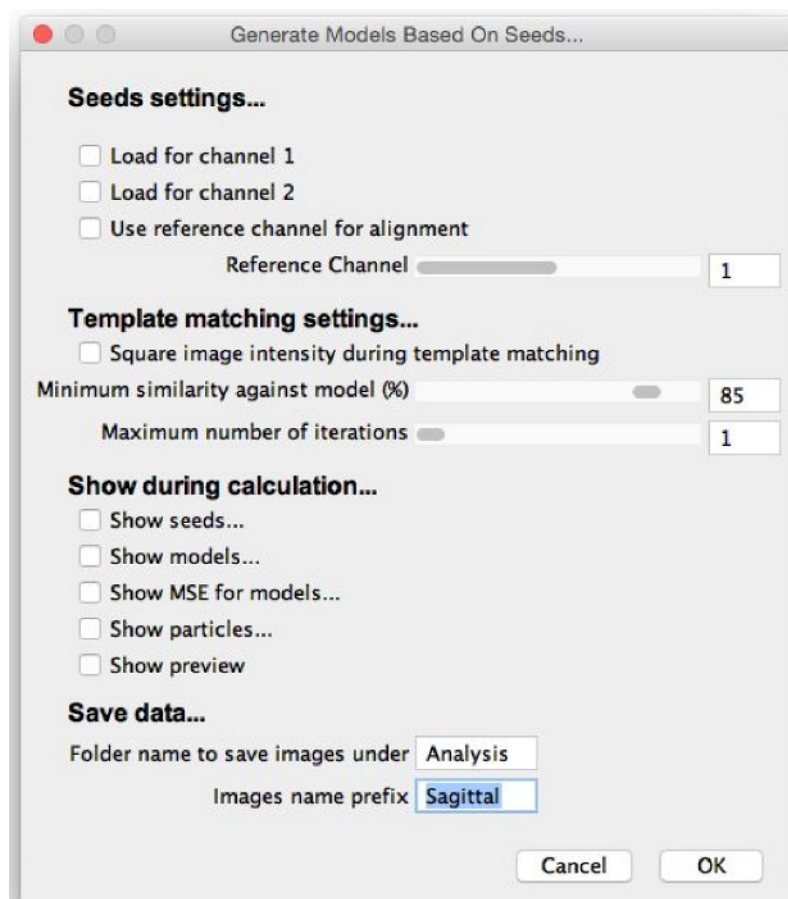 Generate Models Based On Seeds...
Seeds settings...
Load for channel 1
Load for channel 2
Use reference channel for alignment
Reference Channel 1
Template matching settings...
Square image intensity during template matching
Minimum similarity against model (%) 85
Maximum number of iterations 1
Show during calculation...
Show seeds...
Show models...
Show MSE for models...
Show particles...
Show preview
Save data...
Folder name to save images under Analysis
Images name prefix Sagittal
Cancel OK